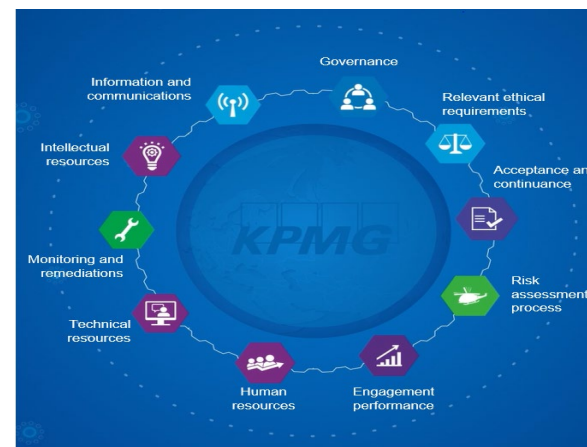 Governance
Information and
communications
Relevant ethical
requirements
Intellectual
resources
Acceptance an
continuance
KPMG
Monitoring and
remediations
Risk
assessment
process
Technical
resources
Human
resources
Engagement
performance